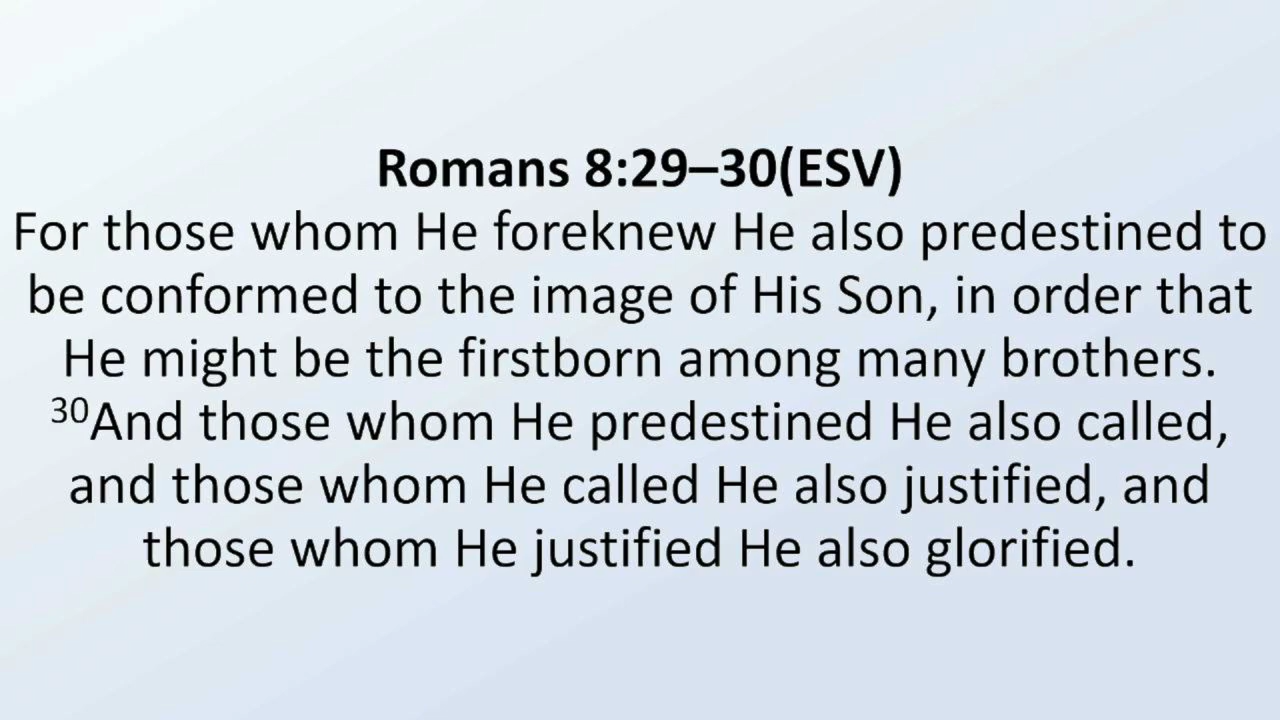 Romans 8:29–30(ESV)
For those whom He foreknew He also predestined to
be conformed to the image of His Son, in order that
He might be the firstborn among many brothers.
30And those whom He predestined He also called,
and those whom He called He also justified, and
those whom He justified He also glorified.